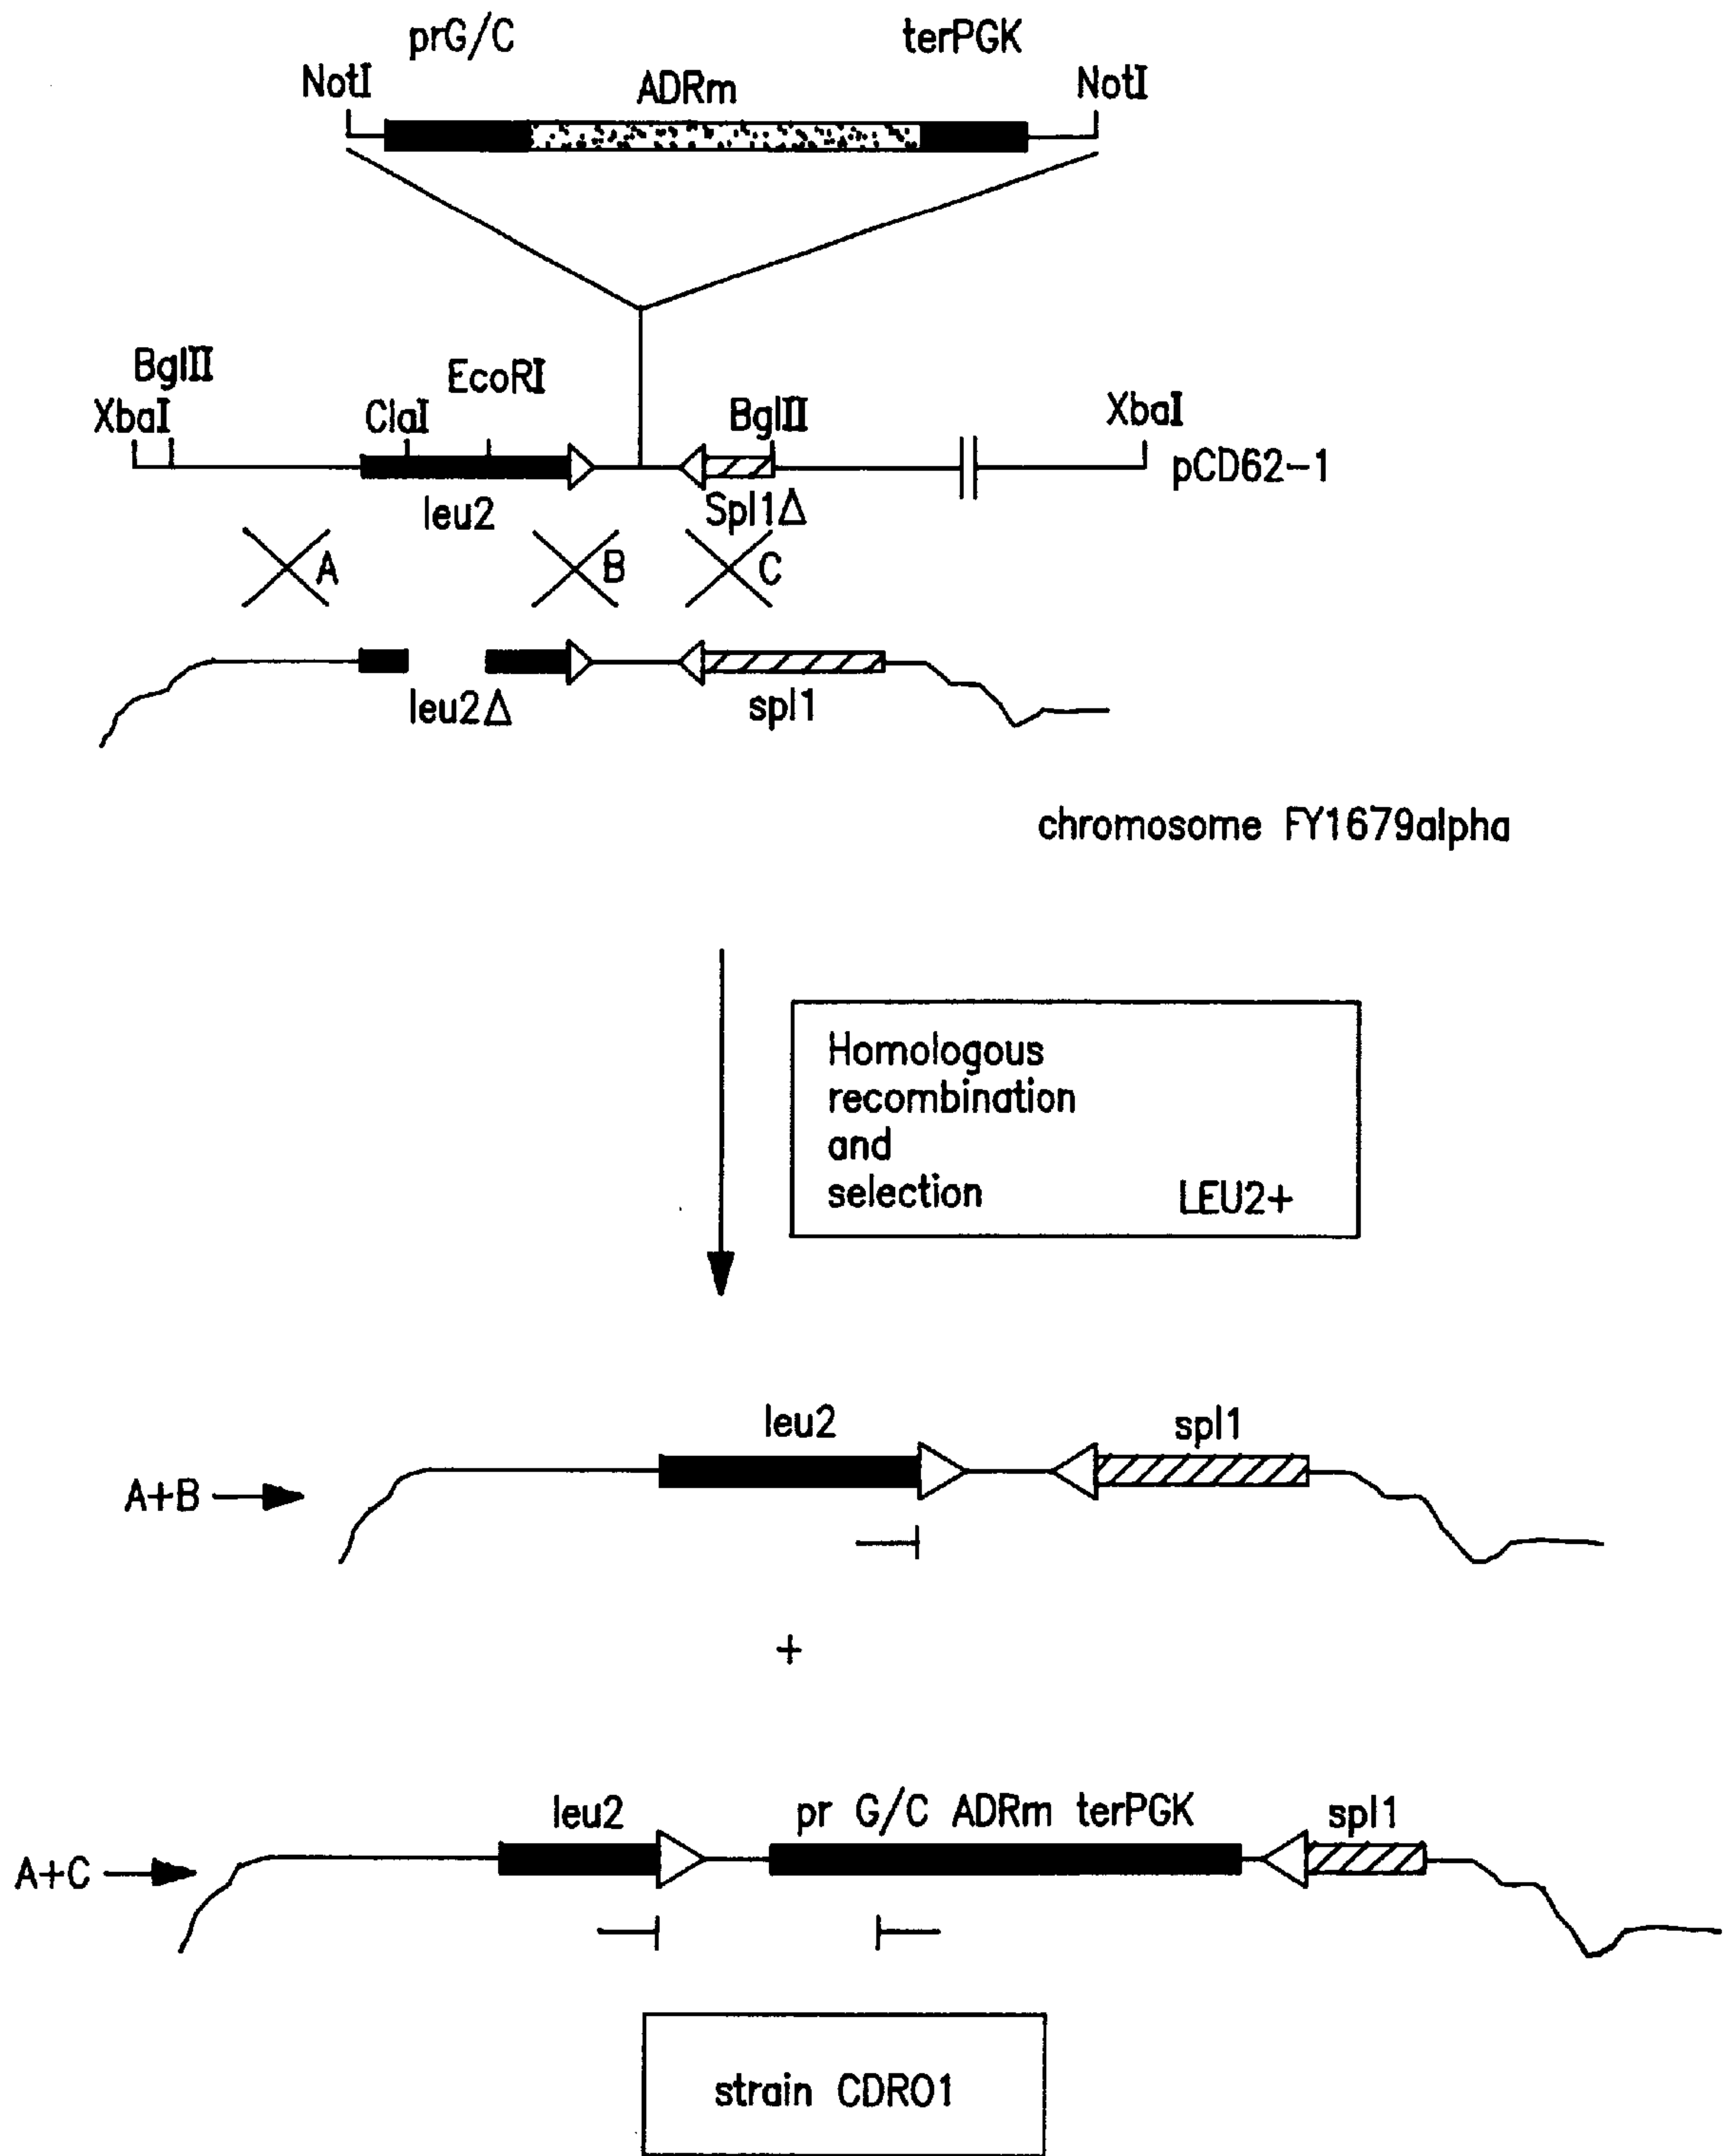 prG/C terPGK
NotI ADRm NotI
BglII EcoRI
XbaI ClaI BglII XbaI
pCD62-1
leu2 Spl1Δ
A B C
leu2Δ spl1
chromosome FY1679alpha
Homologous
recombination
and
selection LEU2+
leu2 spl1
A+B
+
leu2 pr G/C ADRm terPGK spl1
A+C
strain CDR01